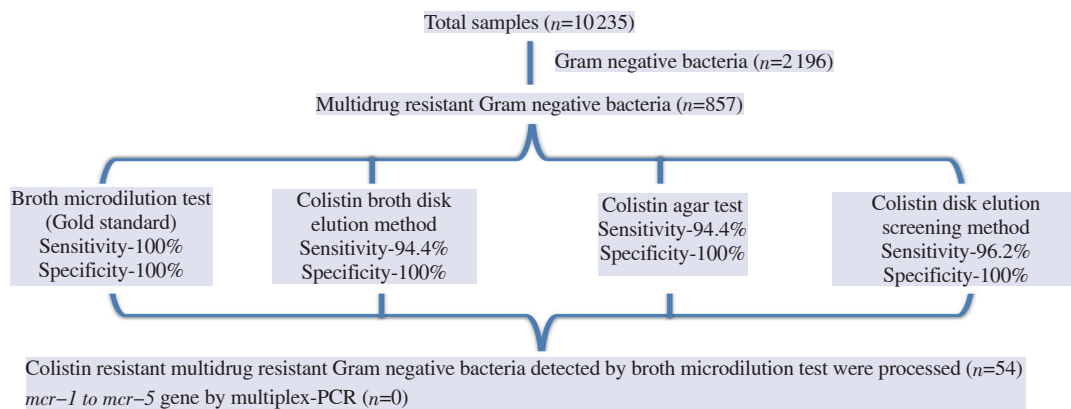 Total samples (n=10 235)
Gram negative bacteria (n=2 196)
Multidrug resistant Gram negative bacteria (n=857)
Broth microdilution test
(Gold standard)
Sensitivity-100%
Specificity-100%
Colistin broth disk
elution method
Sensitivity-94.4%
Specificity-100%
Colistin agar test
Sensitivity-94.4%
Specificity-100%
Colistin disk elution
screening method
Sensitivity-96.2%
Specificity-100%
Colistin resistant multidrug resistant Gram negative bacteria detected by broth microdilution test were processed (n=54)
mcr−1 to mcr−5 gene by multiplex-PCR (n=0)